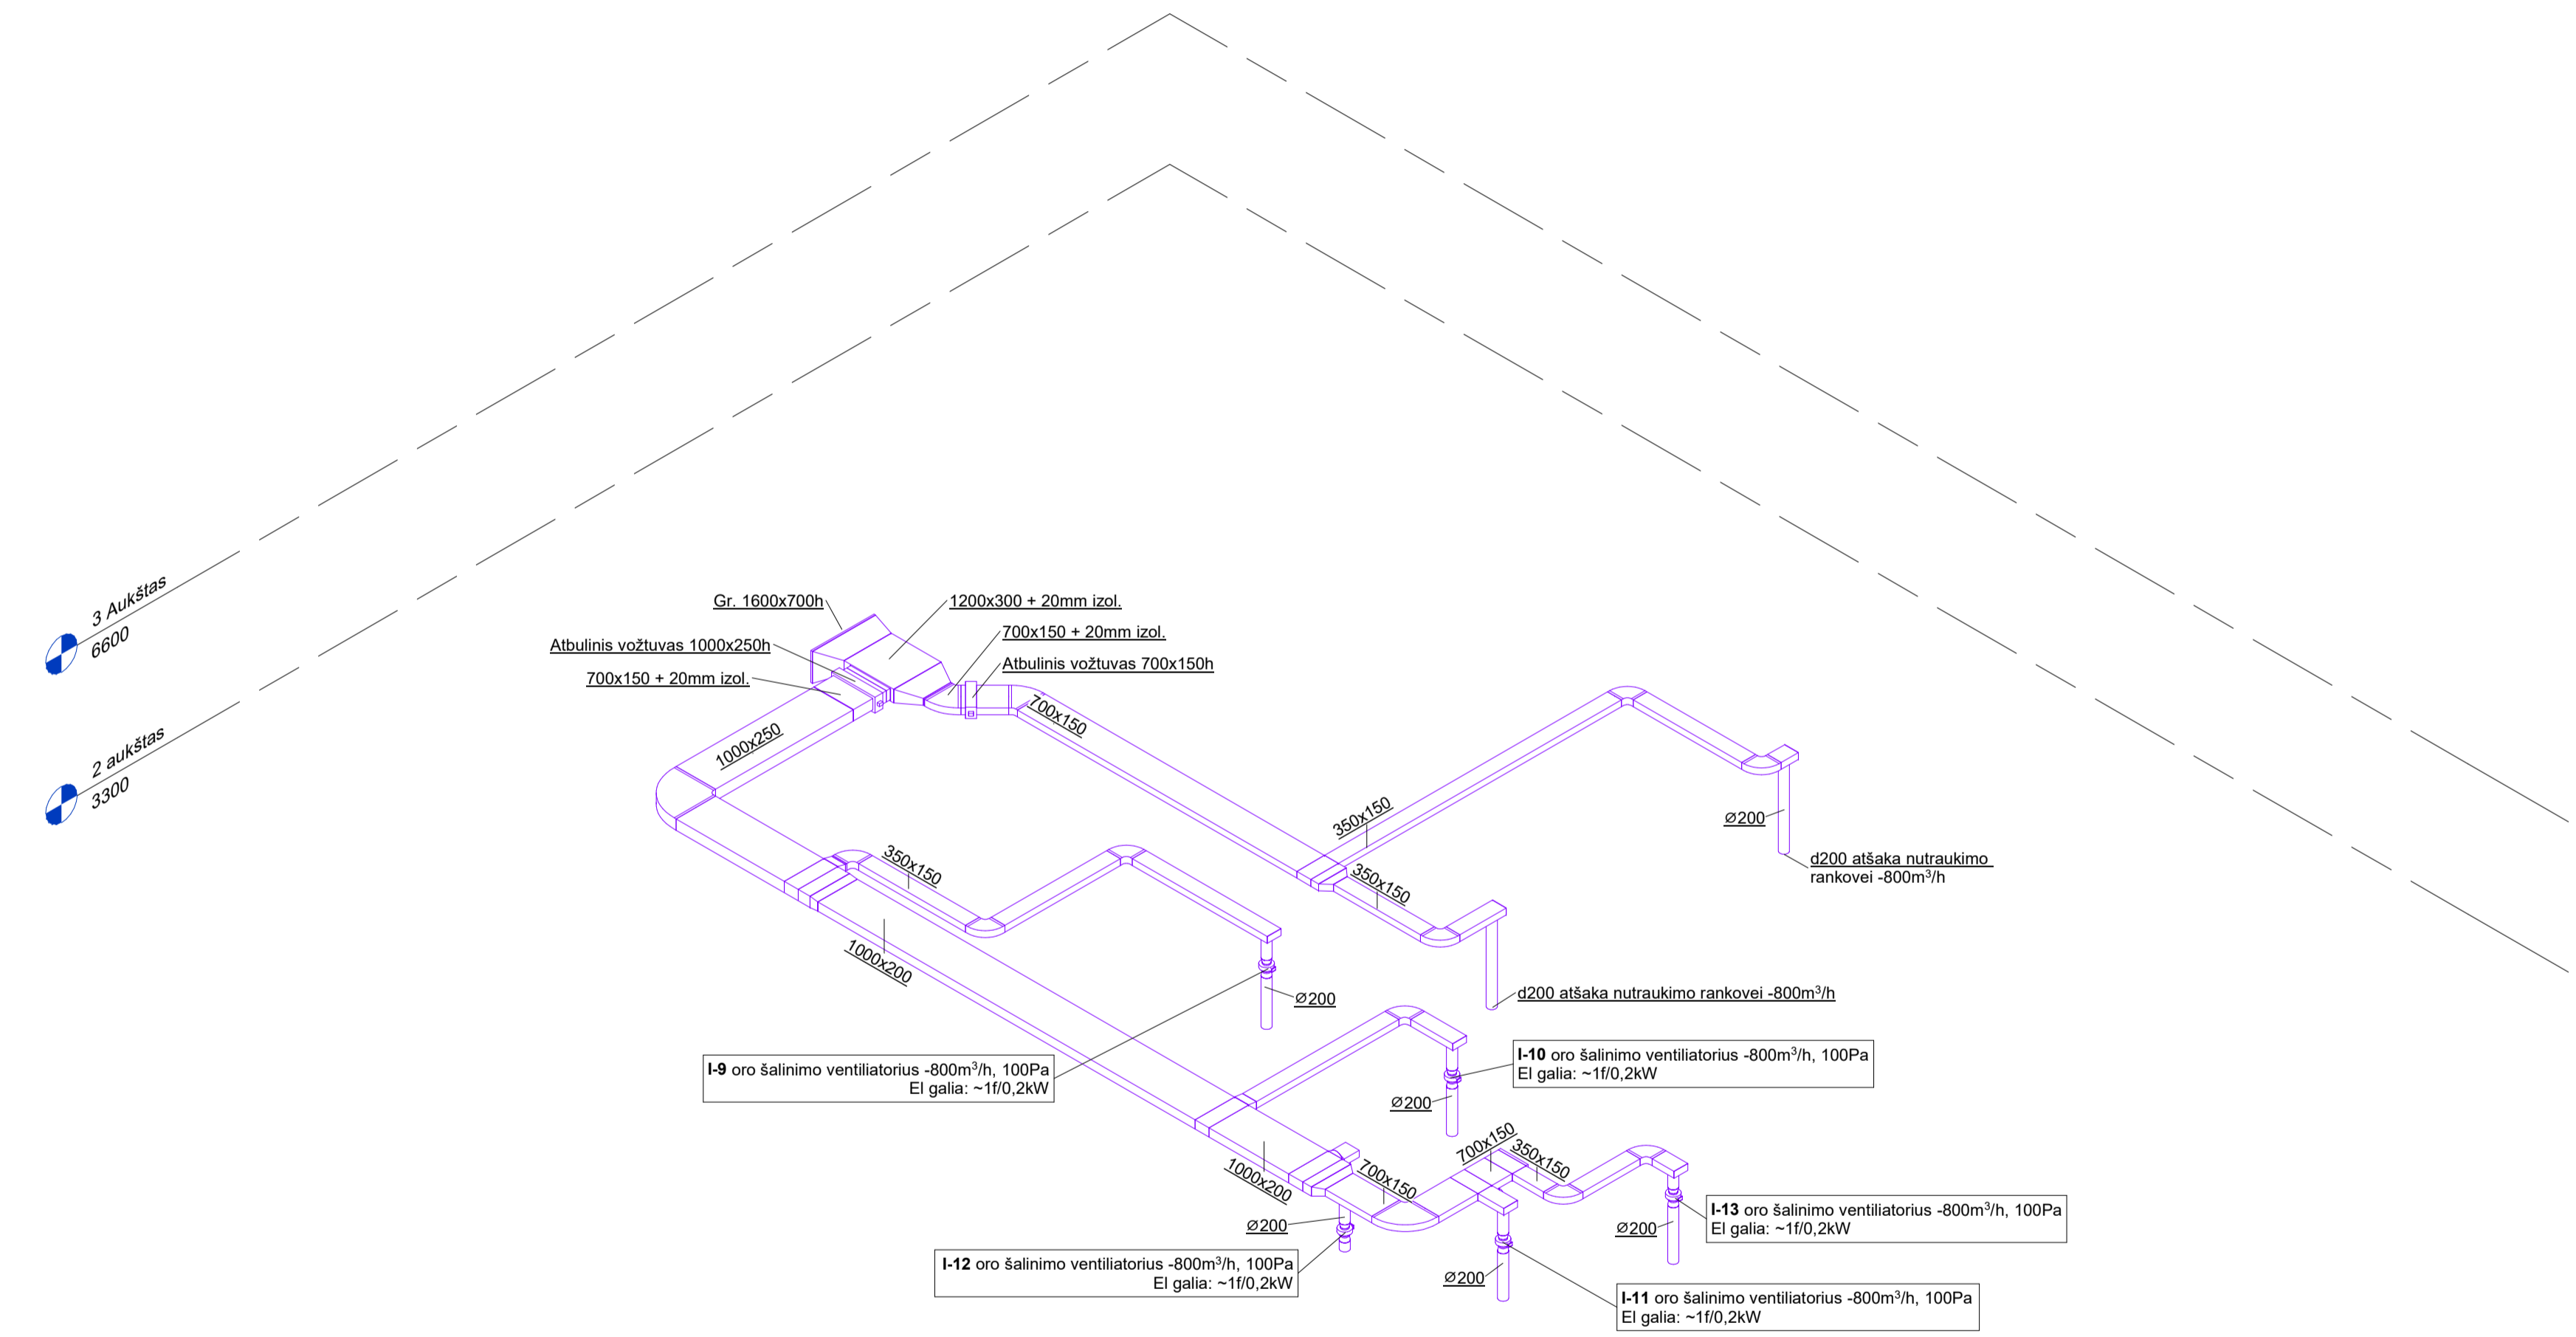 3 Aukštas
6600
2 aukštas
3300
Gr. 1600x700h
1200x300 + 20mm izol.
Atbulinis vožtuvas 1000x250h
700x150 + 20mm izol.
700x150 + 20mm izol.
Atbulinis vožtuvas 700x150h
1000x250
700x150
350x150
350x150
350x150
1000x200
Ø200
d200 atšaka nutraukimo
rankovei -800m³/h
Ø200
d200 atšaka nutraukimo rankovei -800m³/h
I-9 oro šalinimo ventiliatorius -800m³/h, 100Pa
El galia: ~1f/0,2kW
I-10 oro šalinimo ventiliatorius -800m³/h, 100Pa
El galia: ~1f/0,2kW
Ø200
1000x200
700x150
700x150
350x150
Ø200
I-12 oro šalinimo ventiliatorius -800m³/h, 100Pa
El galia: ~1f/0,2kW
Ø200
I-13 oro šalinimo ventiliatorius -800m³/h, 100Pa
El galia: ~1f/0,2kW
Ø200
I-11 oro šalinimo ventiliatorius -800m³/h, 100Pa
El galia: ~1f/0,2kW